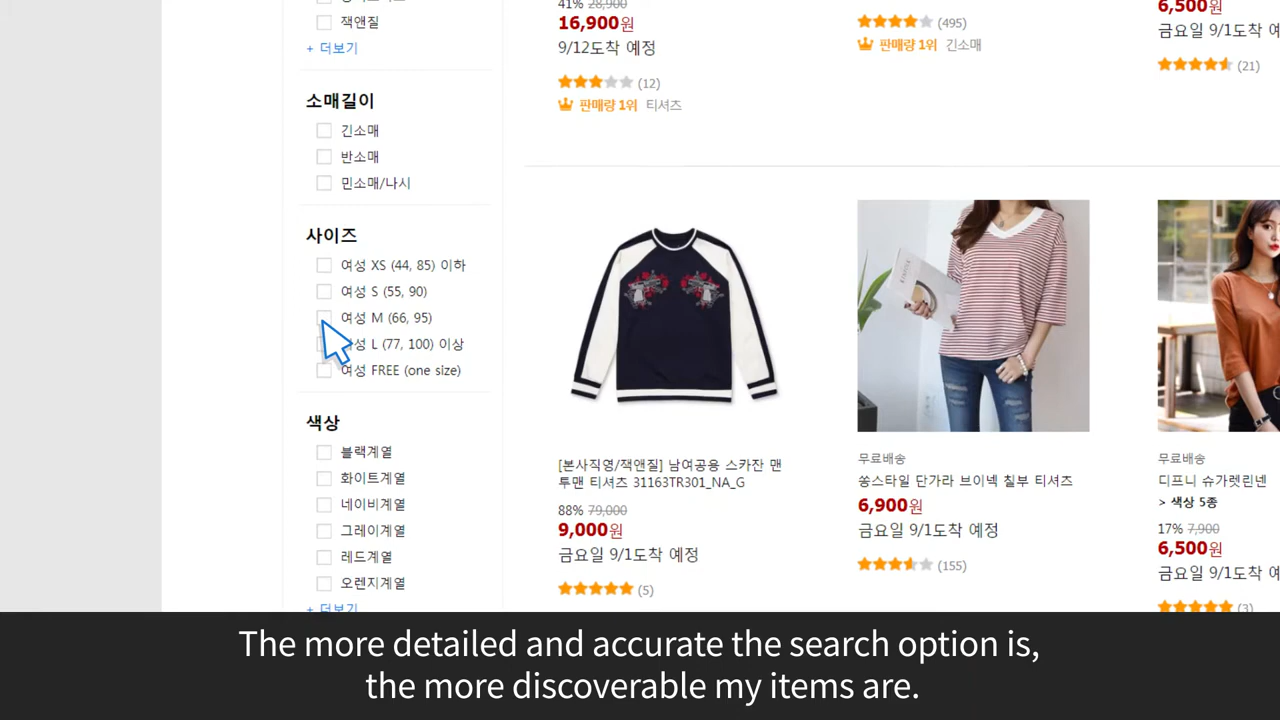 잭앤질
+ 더보기
소매길이
긴소매
반소매
민소매/나시
사이즈
여성 XS (44, 85) 이하
여성 S (55, 90)
여성 M (66, 95)
성 L (77, 100) 이상
여성 FREE (one size)
색상
블랙계열
화이트계열
네이비계열
그레이계열
레드계열
오렌지계열
+ 더보기
41% 28,900
16,900원
9/12도착 예정
(12)
판매량 1위 티셔츠
(495)
판매량 1위 긴소매
6,500원
금요일 9/1도착 예
(21)
[본사직영/잭앤질] 남여공용 스카잔 맨
투맨 티셔츠 31163TR301_NA_G
88% 79,000
9,000원
금요일 9/1도착 예정
(5)
무료배송
쏭스타일 단가라 브이넥 칠부 티셔츠
6,900원
금요일 9/1도착 예정
(155)
무료배송
디프니 슈가렛린넨
> 색상 5종
17% 7,900
6,500원
금요일 9/1도착 예
(3)
The more detailed and accurate the search option is,
the more discoverable my items are.